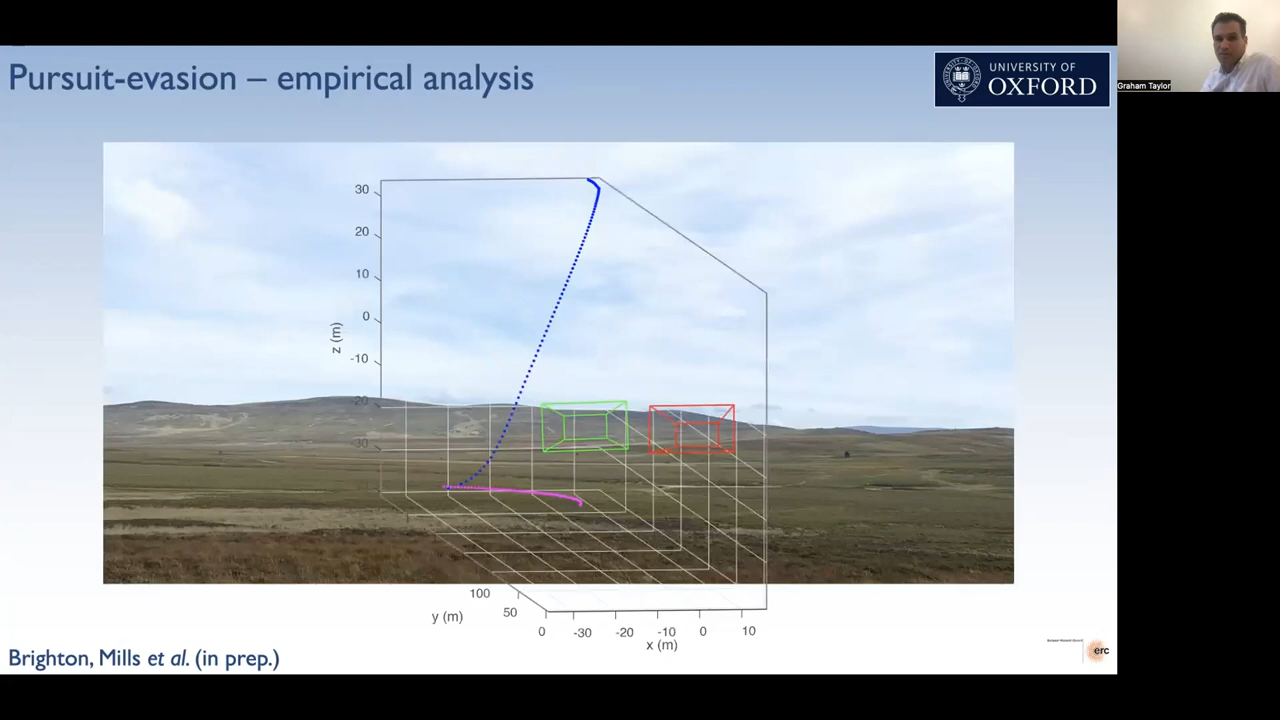 Pursuit-evasion – empirical analysis
UNIVERSITY OF
OXFORD
Graham Taylor
30
20
10
0
-10
-20
-30
z (m)
100
50
0
y (m)
-30
-20
-10
0
10
x (m)
Brighton, Mills et al. (in prep.)
erc